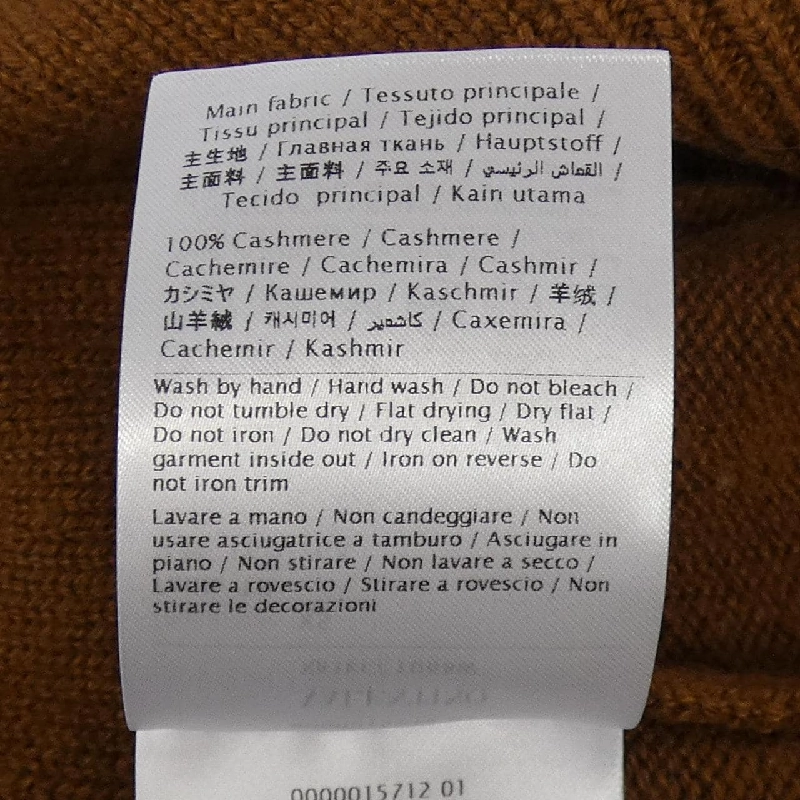 Main fabric / Tessuto principale /
Tissu principal / Tejido principal /
主生地 / Главная ткань / Hauptstoff /
主面料 / 主面料 / 주요 소재 / القماش الرئيسي /
Tecido principal / Kain utama
100% Cashmere / Cashmere /
Cachemire / Cachemira / Cashmir /
カシミヤ / Кашемир / Kaschmir / 羊绒 /
山羊絨 / 캐시미어 / كاشمير / Caxemira /
Cachemir / Kashmir
Wash by hand / Hand wash / Do not bleach /
Do not tumble dry / Flat drying / Dry flat /
Do not iron / Do not dry clean / Wash
garment inside out / Iron on reverse / Do
not iron trim
Lavare a mano / Non candeggiare / Non
usare asciugatrice a tamburo / Asciugare in
piano / Non stirare / Non lavare a secco /
Lavare a rovescio / Stirare a rovescio / Non
stirare le decorazioni
0000015712 01